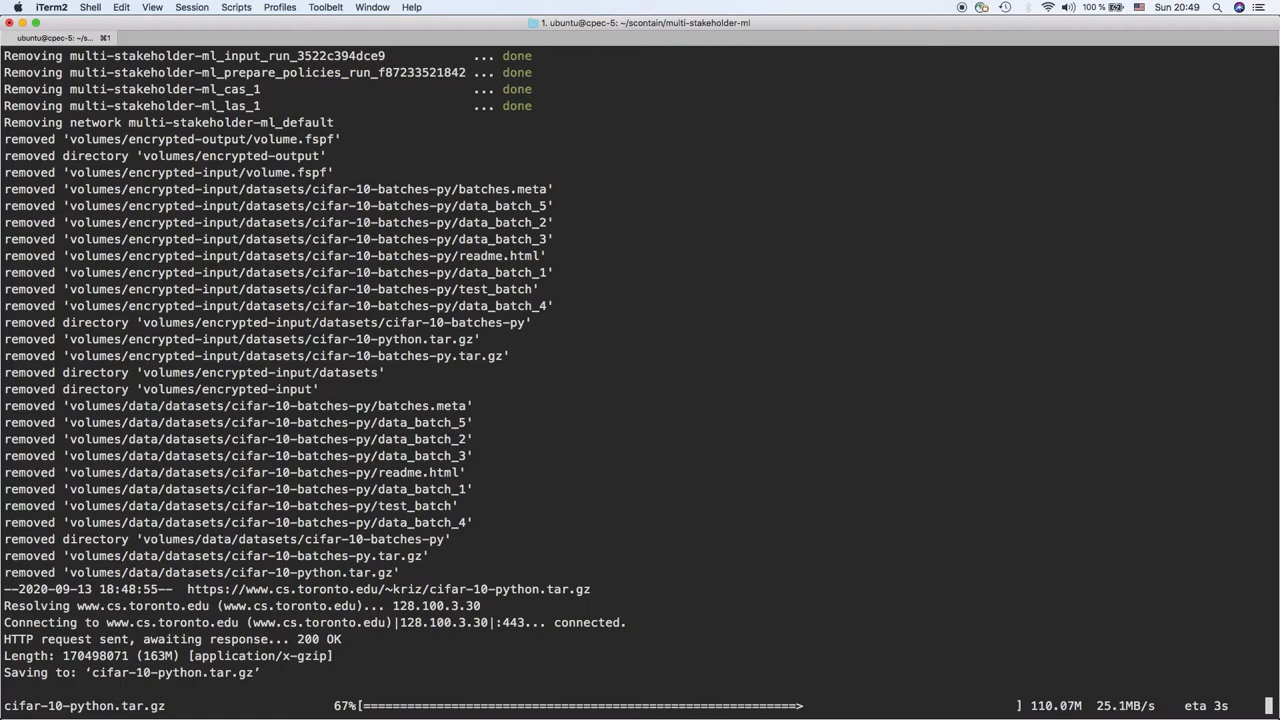 iTerm2 Shell Edit View Session Scripts Profiles Toolbelt Window Help 100 % Sun 20:49
1. ubuntu@cpec-5: ~/scontain/multi-stakeholder-ml
ubuntu@cpec-5: ~/s... ⌘1
Removing multi-stakeholder-ml_input_run_3522c394dce9 ... done
Removing multi-stakeholder-ml_prepare_policies_run_f87233521842 ... done
Removing multi-stakeholder-ml_cas_1 ... done
Removing multi-stakeholder-ml_las_1 ... done
Removing network multi-stakeholder-ml_default
removed 'volumes/encrypted-output/volume.fspf'
removed directory 'volumes/encrypted-output'
removed 'volumes/encrypted-input/volume.fspf'
removed 'volumes/encrypted-input/datasets/cifar-10-batches-py/batches.meta'
removed 'volumes/encrypted-input/datasets/cifar-10-batches-py/data_batch_5'
removed 'volumes/encrypted-input/datasets/cifar-10-batches-py/data_batch_2'
removed 'volumes/encrypted-input/datasets/cifar-10-batches-py/data_batch_3'
removed 'volumes/encrypted-input/datasets/cifar-10-batches-py/readme.html'
removed 'volumes/encrypted-input/datasets/cifar-10-batches-py/data_batch_1'
removed 'volumes/encrypted-input/datasets/cifar-10-batches-py/test_batch'
removed 'volumes/encrypted-input/datasets/cifar-10-batches-py/data_batch_4'
removed directory 'volumes/encrypted-input/datasets/cifar-10-batches-py'
removed 'volumes/encrypted-input/datasets/cifar-10-python.tar.gz'
removed 'volumes/encrypted-input/datasets/cifar-10-batches-py.tar.gz'
removed directory 'volumes/encrypted-input/datasets'
removed directory 'volumes/encrypted-input'
removed 'volumes/data/datasets/cifar-10-batches-py/batches.meta'
removed 'volumes/data/datasets/cifar-10-batches-py/data_batch_5'
removed 'volumes/data/datasets/cifar-10-batches-py/data_batch_2'
removed 'volumes/data/datasets/cifar-10-batches-py/data_batch_3'
removed 'volumes/data/datasets/cifar-10-batches-py/readme.html'
removed 'volumes/data/datasets/cifar-10-batches-py/data_batch_1'
removed 'volumes/data/datasets/cifar-10-batches-py/test_batch'
removed 'volumes/data/datasets/cifar-10-batches-py/data_batch_4'
removed directory 'volumes/data/datasets/cifar-10-batches-py'
removed 'volumes/data/datasets/cifar-10-batches-py.tar.gz'
removed 'volumes/data/datasets/cifar-10-python.tar.gz'
--2020-09-13 18:48:55-- https://www.cs.toronto.edu/~kriz/cifar-10-python.tar.gz
Resolving www.cs.toronto.edu (www.cs.toronto.edu)... 128.100.3.30
Connecting to www.cs.toronto.edu (www.cs.toronto.edu)|128.100.3.30|:443... connected.
HTTP request sent, awaiting response... 200 OK
Length: 170498071 (163M) [application/x-gzip]
Saving to: ‘cifar-10-python.tar.gz’
cifar-10-python.tar.gz 67%[===========================================================> ] 110.07M 25.1MB/s eta 3s